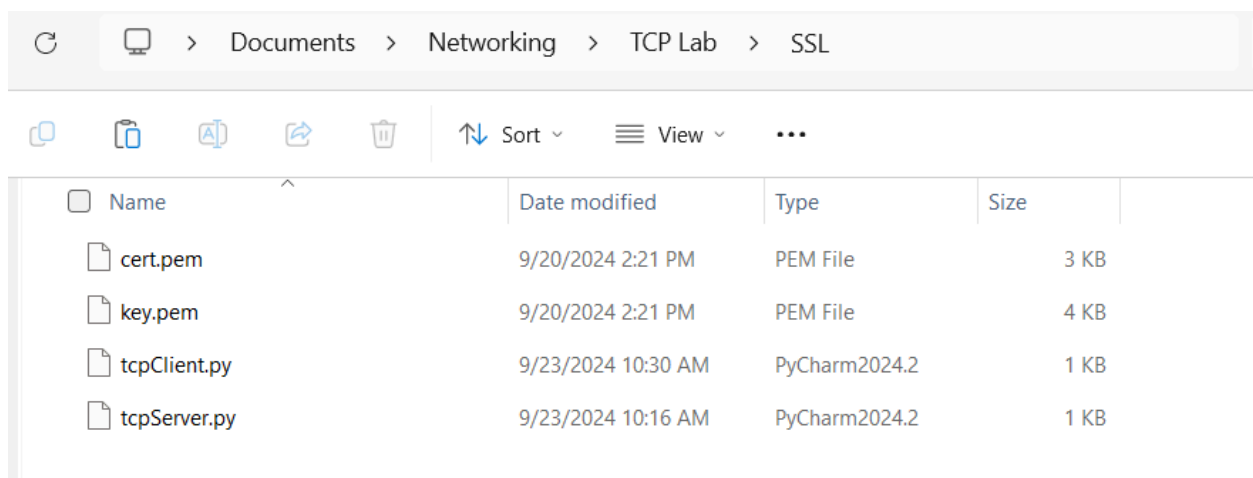 Documents > Networking > TCP Lab > SSL
Sort View
Name Date modified Type Size
cert.pem 9/20/2024 2:21 PM PEM File 3 KB
key.pem 9/20/2024 2:21 PM PEM File 4 KB
tcpClient.py 9/23/2024 10:30 AM PyCharm2024.2 1 KB
tcpServer.py 9/23/2024 10:16 AM PyCharm2024.2 1 KB